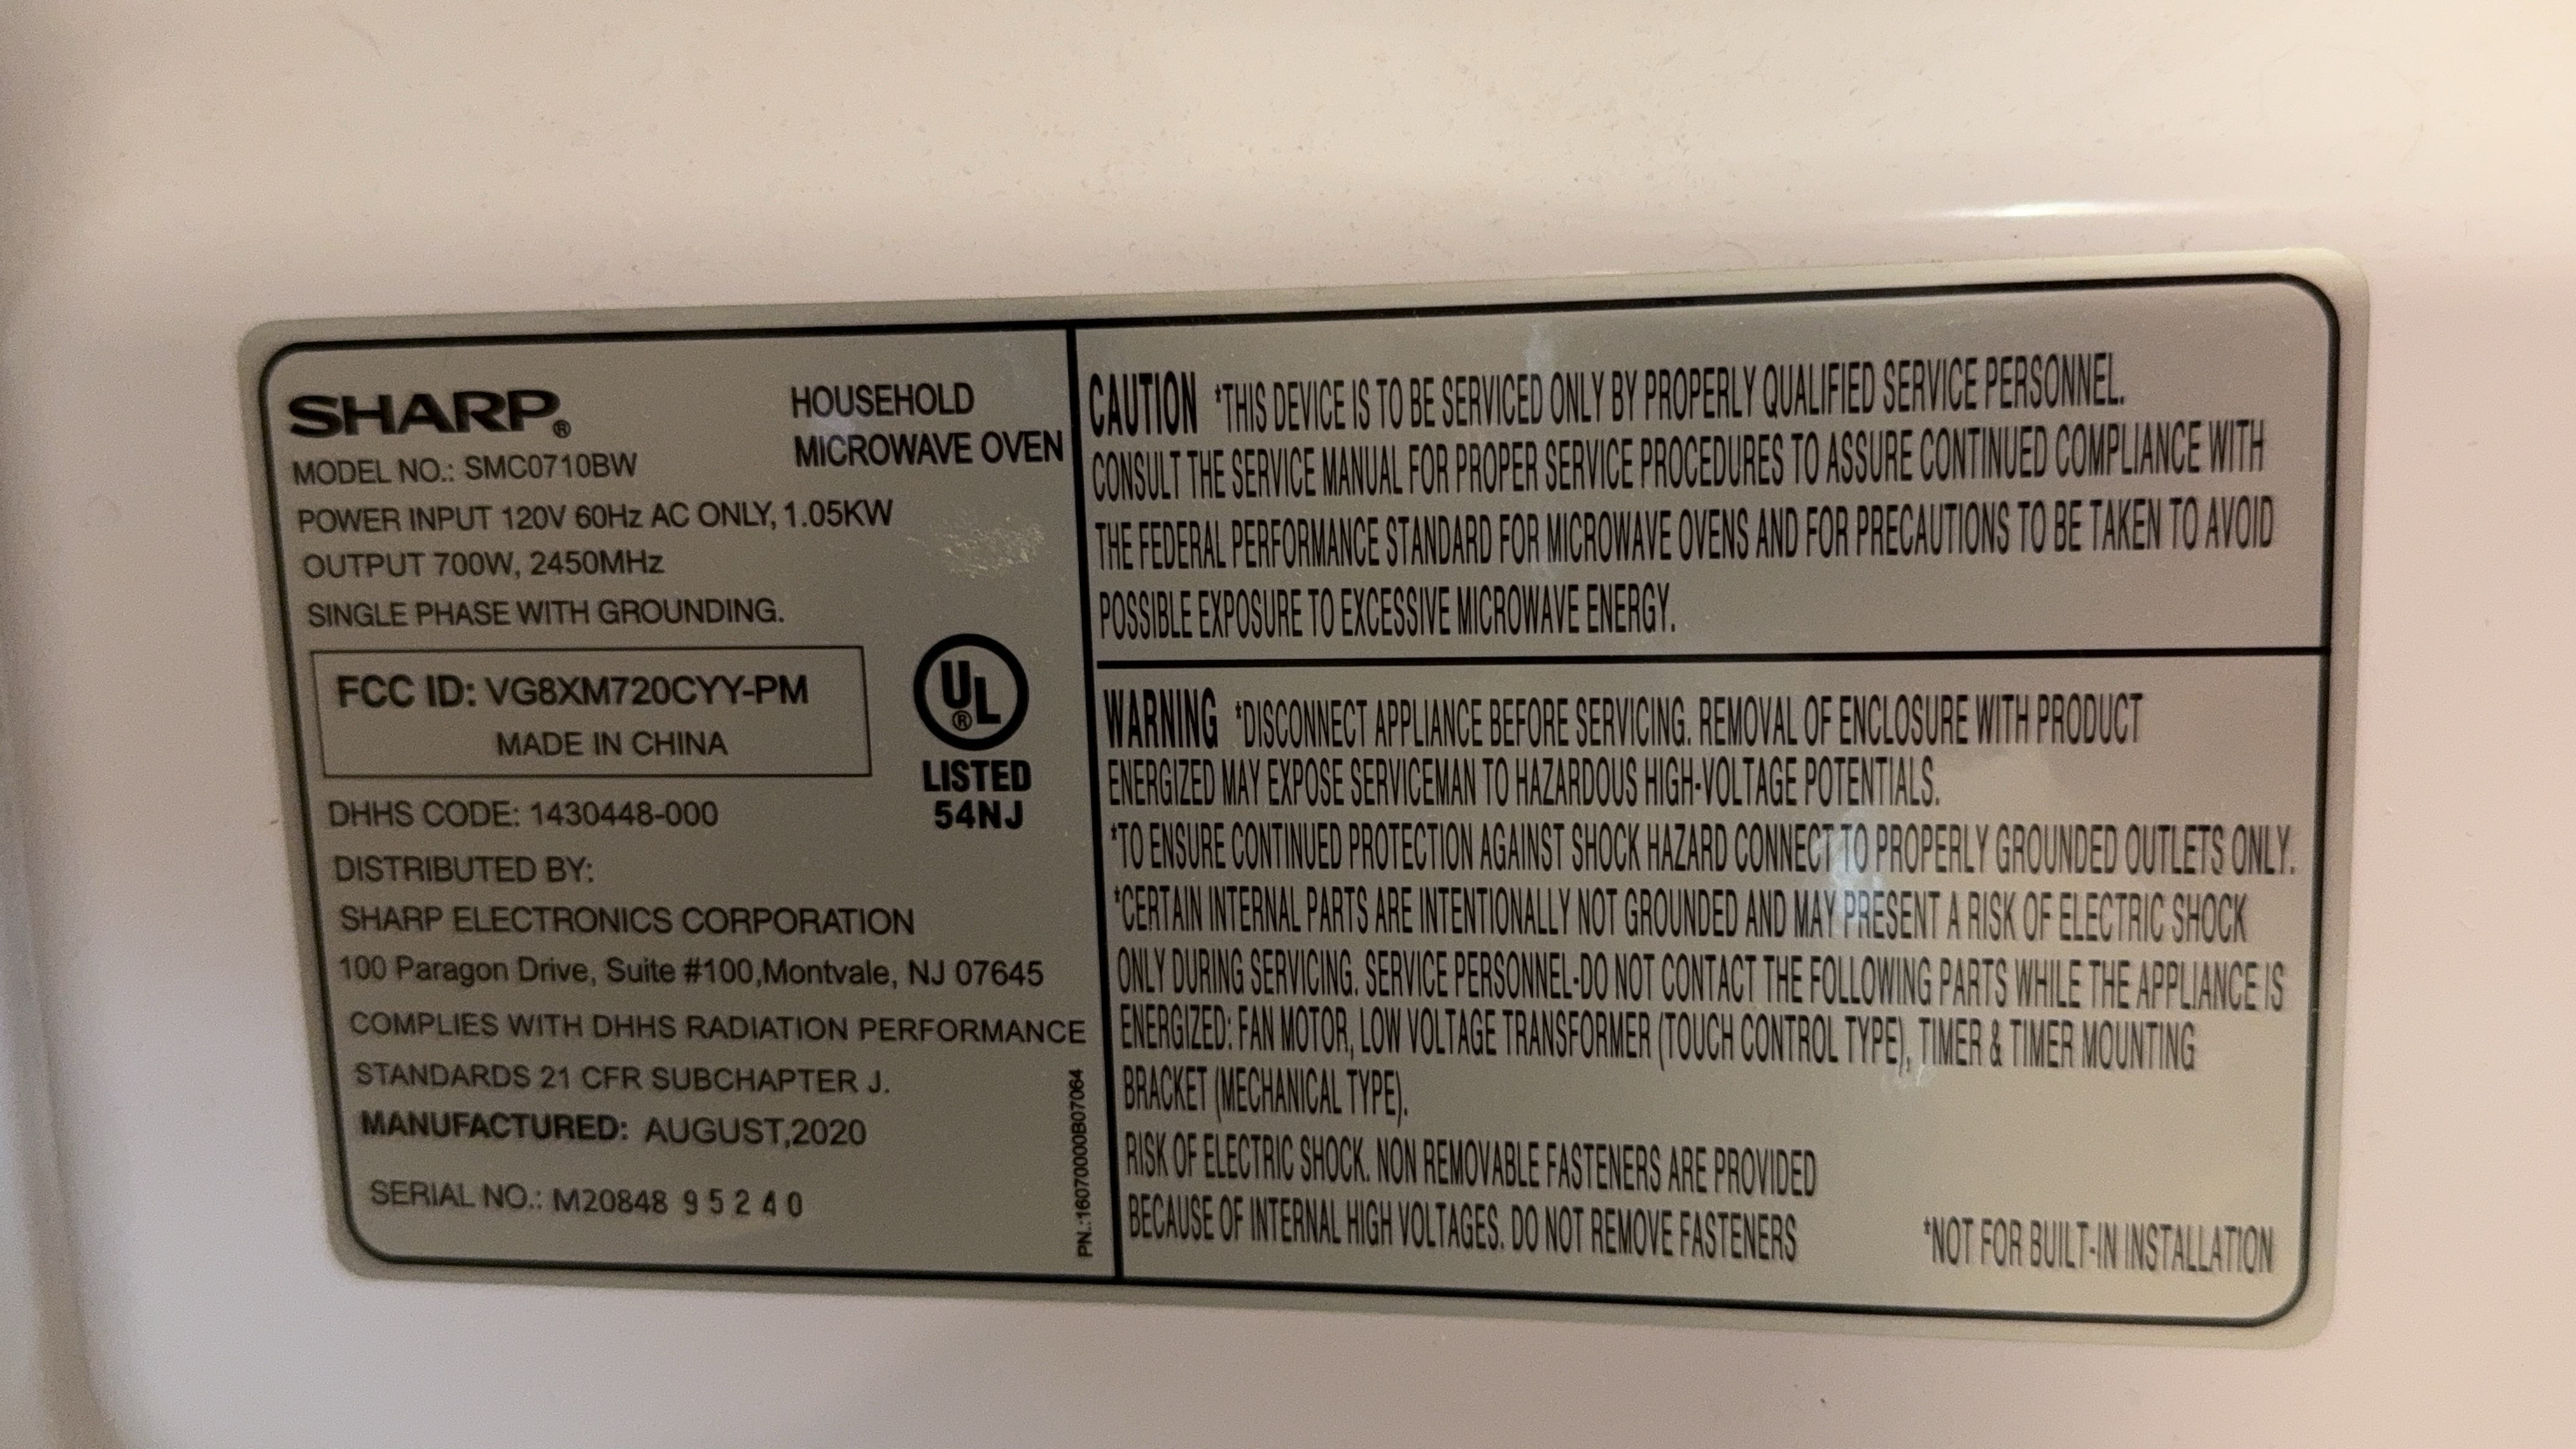 SHARP®
HOUSEHOLD
MICROWAVE OVEN
MODEL NO.: SMC0710BW
POWER INPUT 120V 60Hz AC ONLY, 1.05KW
OUTPUT 700W, 2450MHz
SINGLE PHASE WITH GROUNDING.
FCC ID: VG8XM720CYY-PM
MADE IN CHINA
UL®
LISTED
54NJ
DHHS CODE: 1430448-000
DISTRIBUTED BY:
SHARP ELECTRONICS CORPORATION
100 Paragon Drive, Suite #100,Montvale, NJ 07645
COMPLIES WITH DHHS RADIATION PERFORMANCE
STANDARDS 21 CFR SUBCHAPTER J.
MANUFACTURED: AUGUST,2020
SERIAL NO.: M20848 9 5 2 4 0
PN.:16070000B07064
CAUTION *THIS DEVICE IS TO BE SERVICED ONLY BY PROPERLY QUALIFIED SERVICE PERSONNEL.
CONSULT THE SERVICE MANUAL FOR PROPER SERVICE PROCEDURES TO ASSURE CONTINUED COMPLIANCE WITH
THE FEDERAL PERFORMANCE STANDARD FOR MICROWAVE OVENS AND FOR PRECAUTIONS TO BE TAKEN TO AVOID
POSSIBLE EXPOSURE TO EXCESSIVE MICROWAVE ENERGY.
WARNING *DISCONNECT APPLIANCE BEFORE SERVICING. REMOVAL OF ENCLOSURE WITH PRODUCT
ENERGIZED MAY EXPOSE SERVICEMAN TO HAZARDOUS HIGH-VOLTAGE POTENTIALS.
*TO ENSURE CONTINUED PROTECTION AGAINST SHOCK HAZARD CONNECT TO PROPERLY GROUNDED OUTLETS ONLY.
*CERTAIN INTERNAL PARTS ARE INTENTIONALLY NOT GROUNDED AND MAY PRESENT A RISK OF ELECTRIC SHOCK
ONLY DURING SERVICING. SERVICE PERSONNEL-DO NOT CONTACT THE FOLLOWING PARTS WHILE THE APPLIANCE IS
ENERGIZED: FAN MOTOR, LOW VOLTAGE TRANSFORMER (TOUCH CONTROL TYPE), TIMER & TIMER MOUNTING
BRACKET (MECHANICAL TYPE).
RISK OF ELECTRIC SHOCK. NON REMOVABLE FASTENERS ARE PROVIDED
BECAUSE OF INTERNAL HIGH VOLTAGES. DO NOT REMOVE FASTENERS
*NOT FOR BUILT-IN INSTALLATION